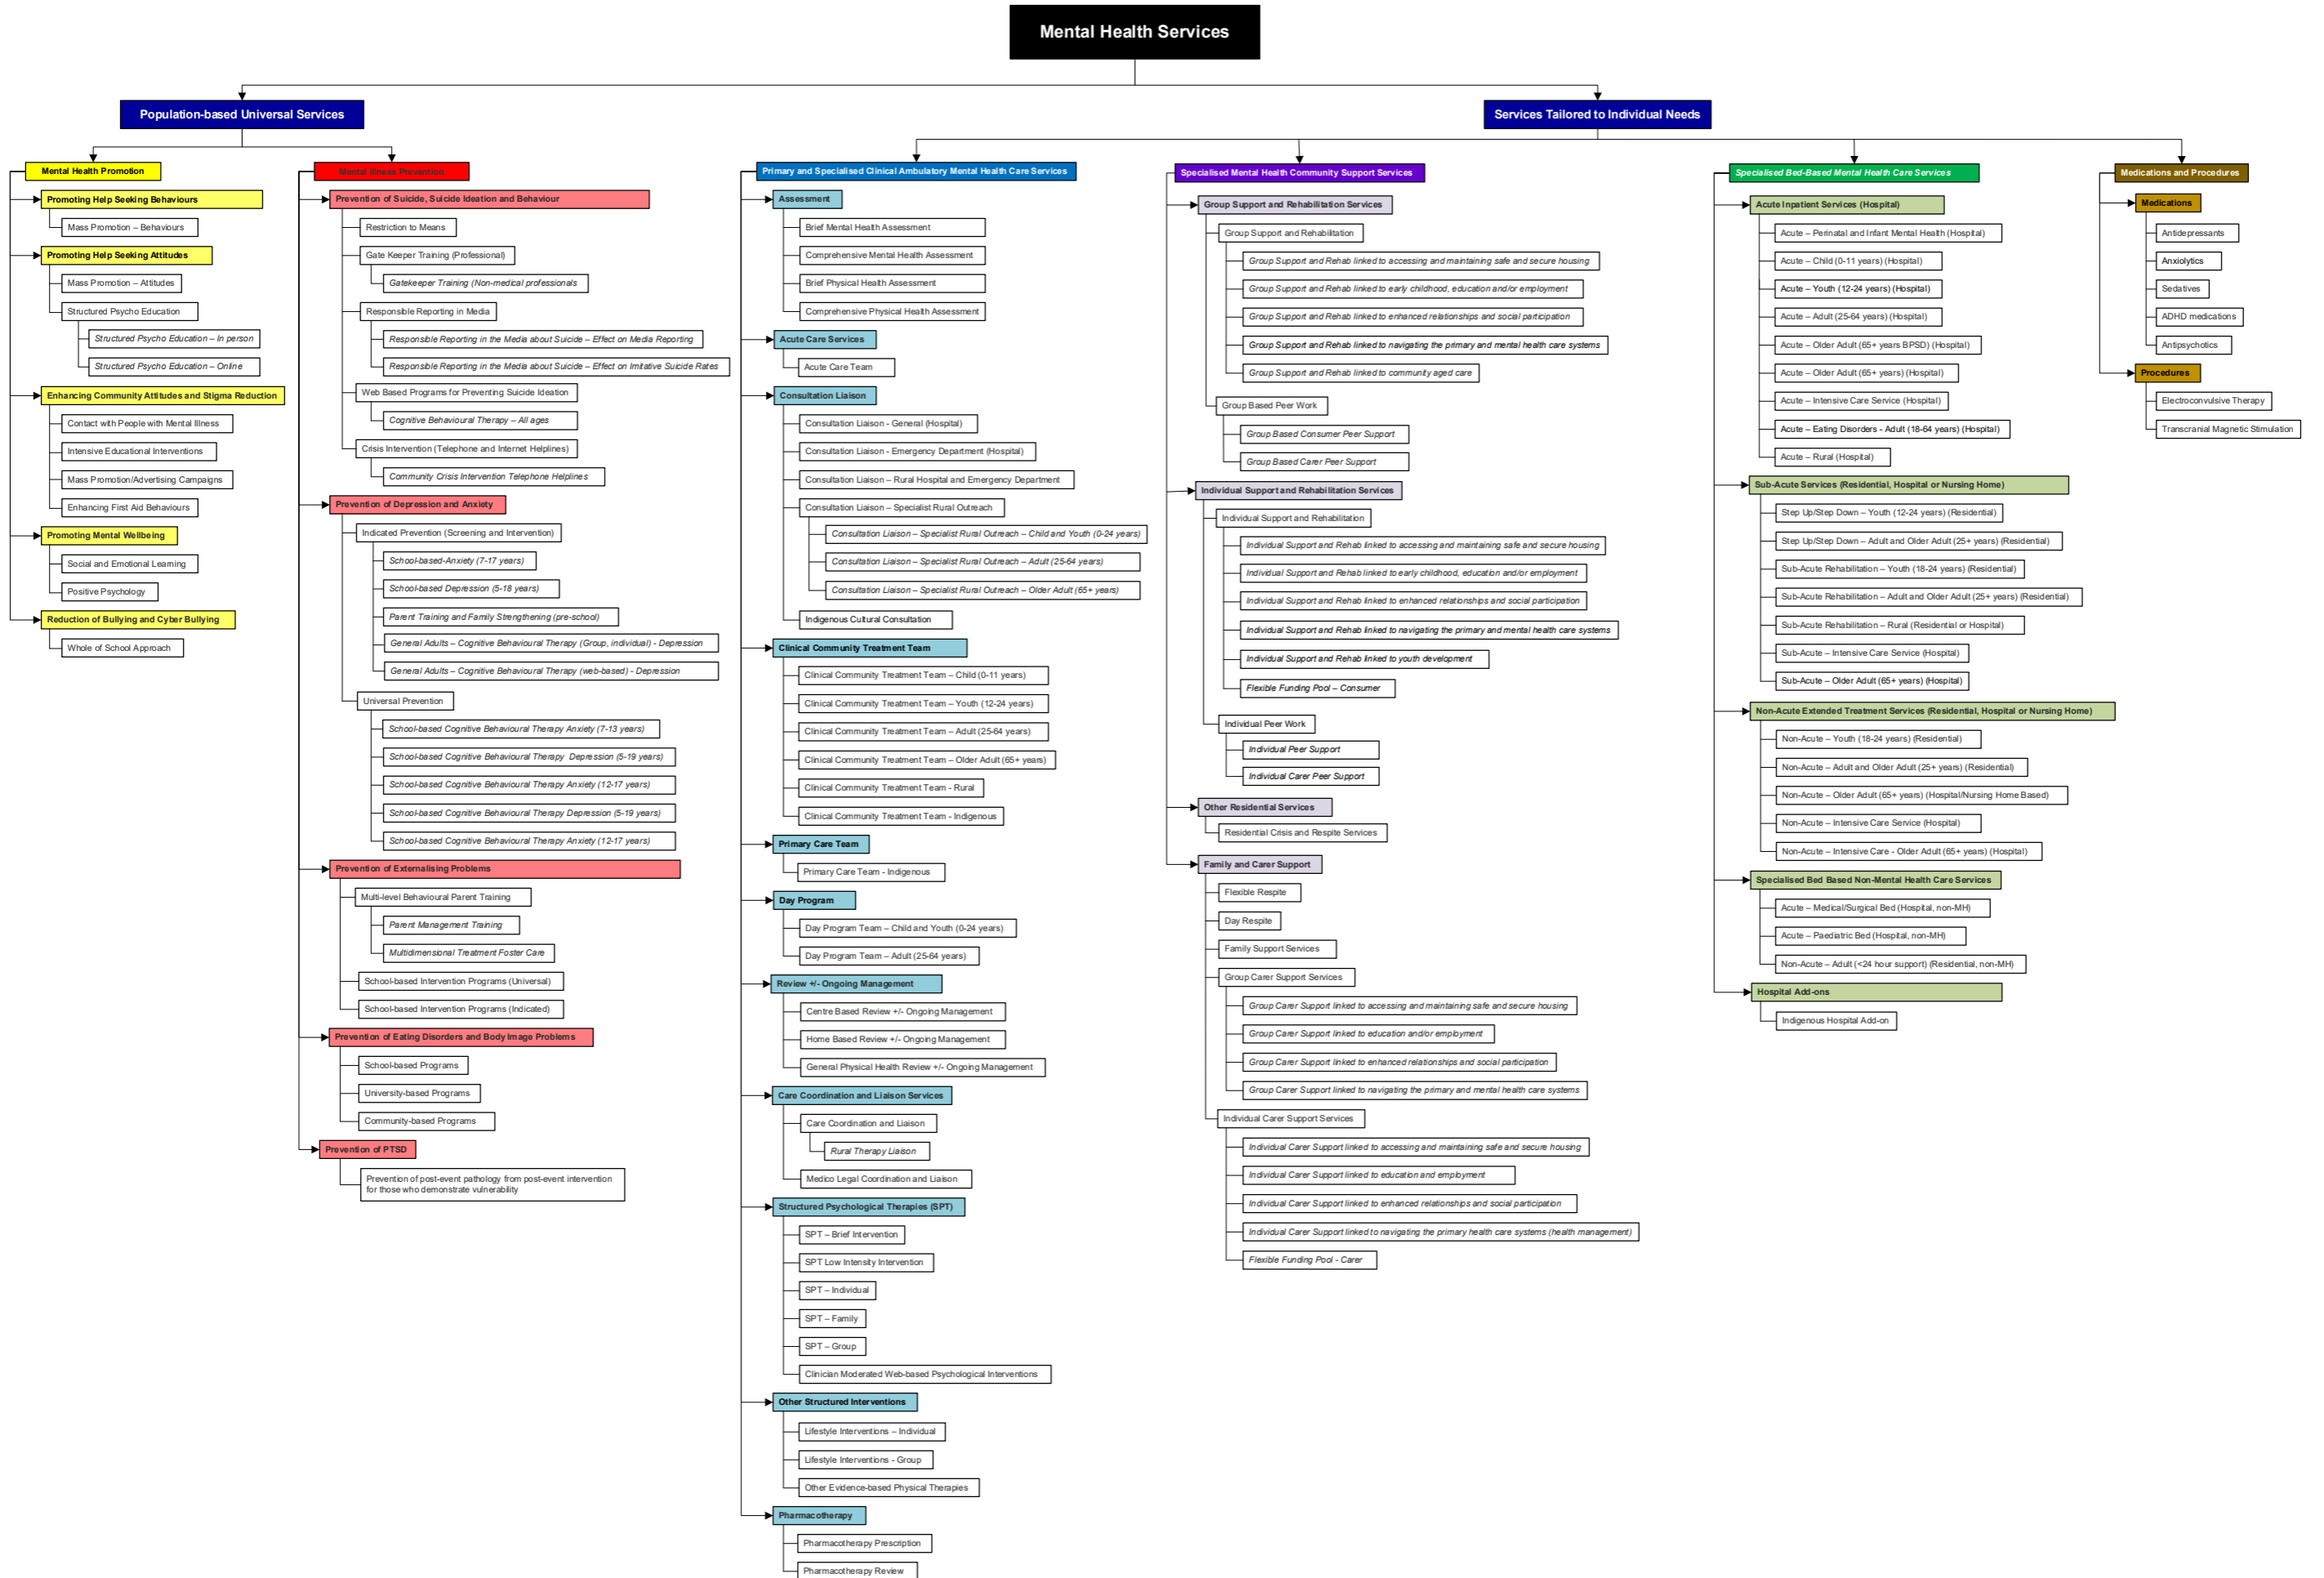 Mental Health Services
Population-based Universal Services
Services Tailored to Individual Needs
Mental Health Promotion
Promoting Help Seeking Behaviours
Mass Promotion – Behaviours
Promoting Help Seeking Attitudes
Mass Promotion – Attitudes
Structured Psycho Education
Structured Psycho Education – In person
Structured Psycho Education – Online
Enhancing Community Attitudes and Stigma Reduction
Contact with People with Mental Illness
Intensive Educational Interventions
Mass Promotion/Advertising Campaigns
Enhancing First Aid Behaviours
Promoting Mental Wellbeing
Social and Emotional Learning
Positive Psychology
Reduction of Bullying and Cyber Bullying
Whole of School Approach
Mental Illness Prevention
Prevention of Suicide, Suicide Ideation and Behaviour
Restriction to Means
Gate Keeper Training (Professional)
Gatekeeper Training (Non-medical professionals
Responsible Reporting in Media
Responsible Reporting in the Media about Suicide – Effect on Media Reporting
Responsible Reporting in the Media about Suicide – Effect on Imitative Suicide Rates
Web Based Programs for Preventing Suicide Ideation
Cognitive Behavioural Therapy – All ages
Crisis Intervention (Telephone and Internet Helplines)
Community Crisis Intervention Telephone Helplines
Prevention of Depression and Anxiety
Indicated Prevention (Screening and Intervention)
School-based-Anxiety (7-17 years)
School-based Depression (5-18 years)
Parent Training and Family Strengthening (pre-school)
General Adults – Cognitive Behavioural Therapy (Group, individual) - Depression
General Adults – Cognitive Behavioural Therapy (web-based) - Depression
Universal Prevention
School-based Cognitive Behavioural Therapy Anxiety (7-13 years)
School-based Cognitive Behavioural Therapy Depression (5-19 years)
School-based Cognitive Behavioural Therapy Anxiety (12-17 years)
School-based Cognitive Behavioural Therapy Depression (5-19 years)
School-based Cognitive Behavioural Therapy Anxiety (12-17 years)
Prevention of Externalising Problems
Multi-level Behavioural Parent Training
Parent Management Training
Multidimensional Treatment Foster Care
School-based Intervention Programs (Universal)
School-based Intervention Programs (Indicated)
Prevention of Eating Disorders and Body Image Problems
School-based Programs
University-based Programs
Community-based Programs
Prevention of PTSD
Prevention of post-event pathology from post-event intervention
for those who demonstrate vulnerability
Primary and Specialised Clinical Ambulatory Mental Health Care Services
Assessment
Brief Mental Health Assessment
Comprehensive Mental Health Assessment
Brief Physical Health Assessment
Comprehensive Physical Health Assessment
Acute Care Services
Acute Care Team
Consultation Liaison
Consultation Liaison - General (Hospital)
Consultation Liaison - Emergency Department (Hospital)
Consultation Liaison – Rural Hospital and Emergency Department
Consultation Liaison – Specialist Rural Outreach
Consultation Liaison – Specialist Rural Outreach – Child and Youth (0-24 years)
Consultation Liaison – Specialist Rural Outreach – Adult (25-64 years)
Consultation Liaison – Specialist Rural Outreach – Older Adult (65+ years)
Indigenous Cultural Consultation
Clinical Community Treatment Team
Clinical Community Treatment Team – Child (0-11 years)
Clinical Community Treatment Team – Youth (12-24 years)
Clinical Community Treatment Team – Adult (25-64 years)
Clinical Community Treatment Team – Older Adult (65+ years)
Clinical Community Treatment Team - Rural
Clinical Community Treatment Team - Indigenous
Primary Care Team
Primary Care Team - Indigenous
Day Program
Day Program Team – Child and Youth (0-24 years)
Day Program Team – Adult (25-64 years)
Review +/- Ongoing Management
Centre Based Review +/- Ongoing Management
Home Based Review +/- Ongoing Management
General Physical Health Review +/- Ongoing Management
Care Coordination and Liaison Services
Care Coordination and Liaison
Rural Therapy Liaison
Medico Legal Coordination and Liaison
Structured Psychological Therapies (SPT)
SPT – Brief Intervention
SPT Low Intensity Intervention
SPT – Individual
SPT – Family
SPT – Group
Clinician Moderated Web-based Psychological Interventions
Other Structured Interventions
Lifestyle Interventions – Individual
Lifestyle Interventions - Group
Other Evidence-based Physical Therapies
Pharmacotherapy
Pharmacotherapy Prescription
Pharmacotherapy Review
Specialised Mental Health Community Support Services
Group Support and Rehabilitation Services
Group Support and Rehabilitation
Group Support and Rehab linked to accessing and maintaining safe and secure housing
Group Support and Rehab linked to early childhood, education and/or employment
Group Support and Rehab linked to enhanced relationships and social participation
Group Support and Rehab linked to navigating the primary and mental health care systems
Group Support and Rehab linked to community aged care
Group Based Peer Work
Group Based Consumer Peer Support
Group Based Carer Peer Support
Individual Support and Rehabilitation Services
Individual Support and Rehabilitation
Individual Support and Rehab linked to accessing and maintaining safe and secure housing
Individual Support and Rehab linked to early childhood, education and/or employment
Individual Support and Rehab linked to enhanced relationships and social participation
Individual Support and Rehab linked to navigating the primary and mental health care systems
Individual Support and Rehab linked to youth development
Flexible Funding Pool – Consumer
Individual Peer Work
Individual Peer Support
Individual Carer Peer Support
Other Residential Services
Residential Crisis and Respite Services
Family and Carer Support
Flexible Respite
Day Respite
Family Support Services
Group Carer Support Services
Group Carer Support linked to accessing and maintaining safe and secure housing
Group Carer Support linked to education and/or employment
Group Carer Support linked to enhanced relationships and social participation
Group Carer Support linked to navigating the primary and mental health care systems
Individual Carer Support Services
Individual Carer Support linked to accessing and maintaining safe and secure housing
Individual Carer Support linked to education and employment
Individual Carer Support linked to enhanced relationships and social participation
Individual Carer Support linked to navigating the primary health care systems (health management)
Flexible Funding Pool - Carer
Specialised Bed-Based Mental Health Care Services
Acute Inpatient Services (Hospital)
Acute – Perinatal and Infant Mental Health (Hospital)
Acute – Child (0-11 years) (Hospital)
Acute – Youth (12-24 years) (Hospital)
Acute – Adult (25-64 years) (Hospital)
Acute – Older Adult (65+ years BPSD) (Hospital)
Acute – Older Adult (65+ years) (Hospital)
Acute – Intensive Care Service (Hospital)
Acute – Eating Disorders - Adult (18-64 years) (Hospital)
Acute – Rural (Hospital)
Sub-Acute Services (Residential, Hospital or Nursing Home)
Step Up/Step Down – Youth (12-24 years) (Residential)
Step Up/Step Down – Adult and Older Adult (25+ years) (Residential)
Sub-Acute Rehabilitation – Youth (18-24 years) (Residential)
Sub-Acute Rehabilitation – Adult and Older Adult (25+ years) (Residential)
Sub-Acute Rehabilitation – Rural (Residential or Hospital)
Sub-Acute – Intensive Care Service (Hospital)
Sub-Acute – Older Adult (65+ years) (Hospital)
Non-Acute Extended Treatment Services (Residential, Hospital or Nursing Home)
Non-Acute – Youth (18-24 years) (Residential)
Non-Acute – Adult and Older Adult (25+ years) (Residential)
Non-Acute – Older Adult (65+ years) (Hospital/Nursing Home Based)
Non-Acute – Intensive Care Service (Hospital)
Non-Acute – Intensive Care - Older Adult (65+ years) (Hospital)
Specialised Bed Based Non-Mental Health Care Services
Acute – Medical/Surgical Bed (Hospital, non-MH)
Acute – Paediatric Bed (Hospital, non-MH)
Non-Acute – Adult (<24 hour support) (Residential, non-MH)
Hospital Add-ons
Indigenous Hospital Add-on
Medications and Procedures
Medications
Antidepressants
Anxiolytics
Sedatives
ADHD medications
Antipsychotics
Procedures
Electroconvulsive Therapy
Transcranial Magnetic Stimulation